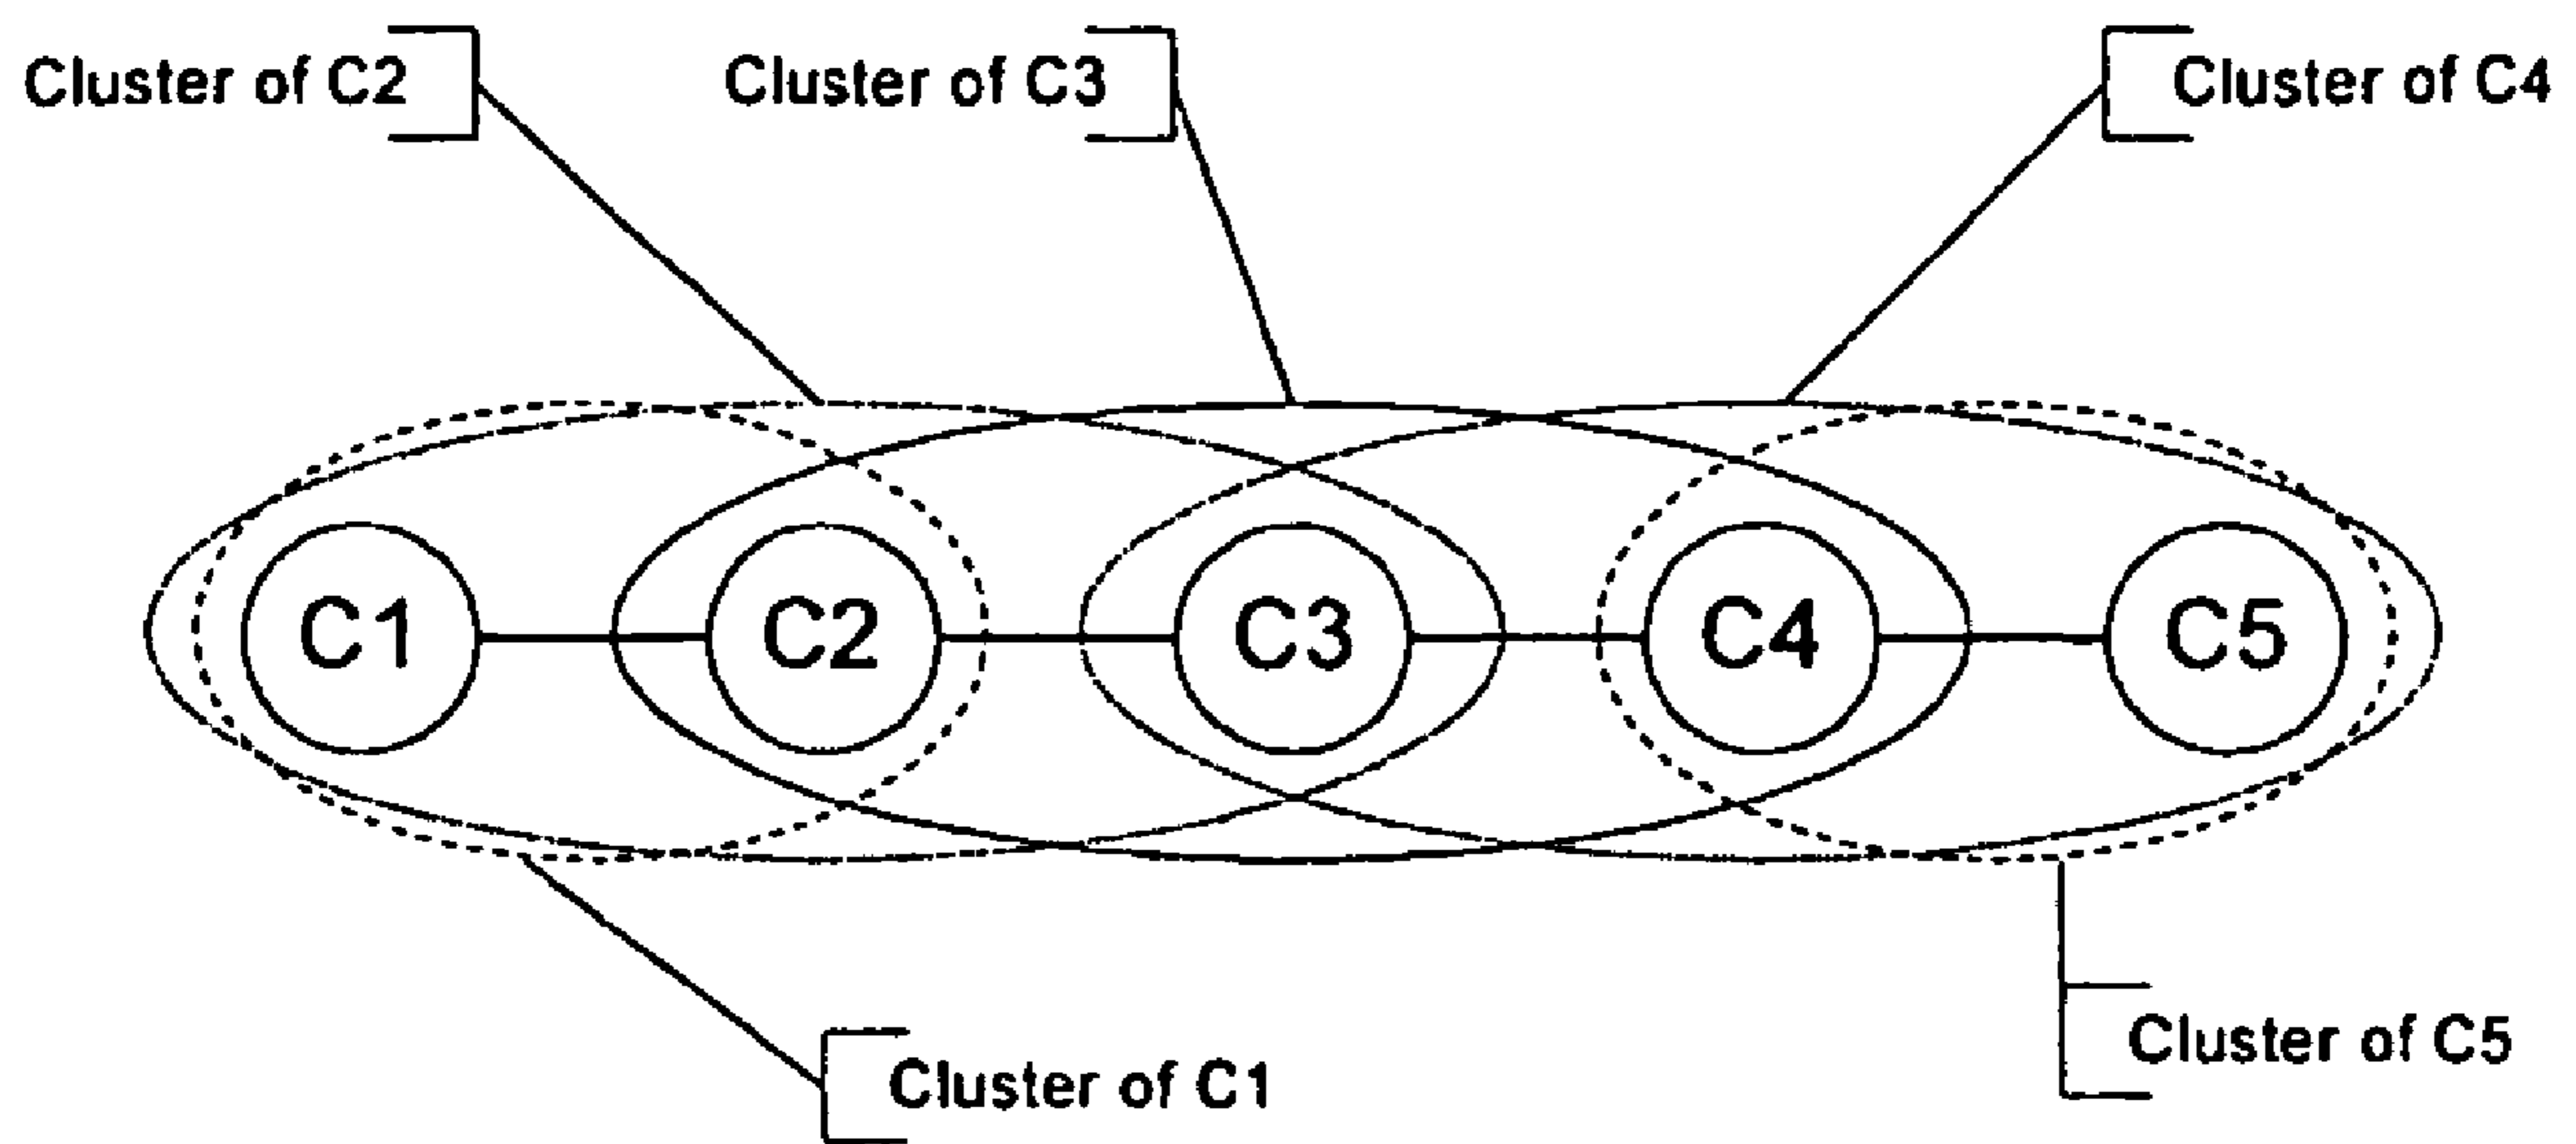 Cluster of C2
Cluster of C3
Cluster of C4
C1
C2
C3
C4
C5
Cluster of C1
Cluster of C5